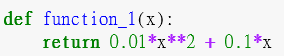 def function_1(x):
    return 0.01*x**2 + 0.1*x